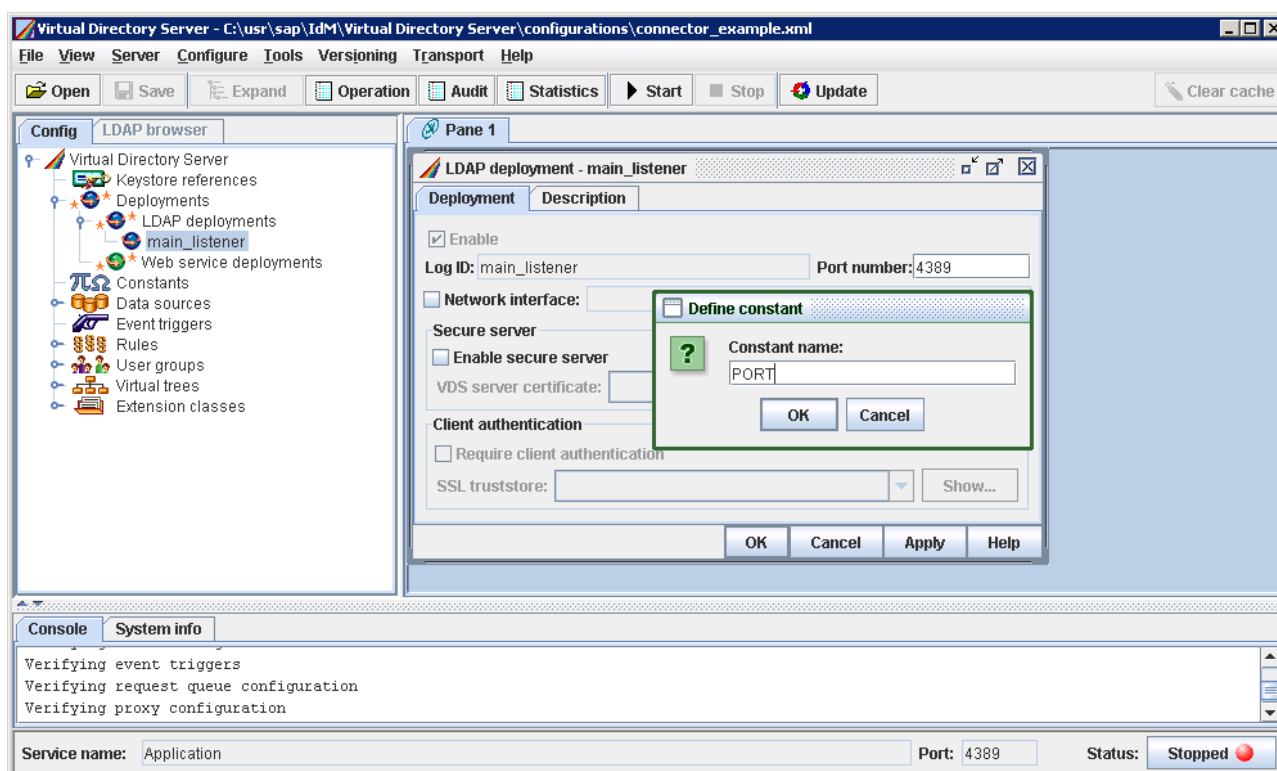 Virtual Directory Server - C:\usr\sap\IdM\Virtual Directory Server\configurations\connector_example.xml
File View Server Configure Tools Versioning Transport Help
Open Save Expand Operation Audit Statistics Start Stop Update Clear cache
Config LDAP browser
Virtual Directory Server
Keystore references
Deployments
LDAP deployments
main_listener
Web service deployments
Constants
Data sources
Event triggers
Rules
User groups
Virtual trees
Extension classes
Pane 1
LDAP deployment - main_listener
Deployment Description
Enable
Log ID: main_listener Port number: 4389
Network interface:
Secure server
Enable secure server
VDS server certificate:
Client authentication
Require client authentication
SSL truststore: Show...
OK Cancel Apply Help
Define constant
Constant name:
PORT
OK Cancel
Console System info
Verifying event triggers
Verifying request queue configuration
Verifying proxy configuration
Service name: Application Port: 4389 Status: Stopped